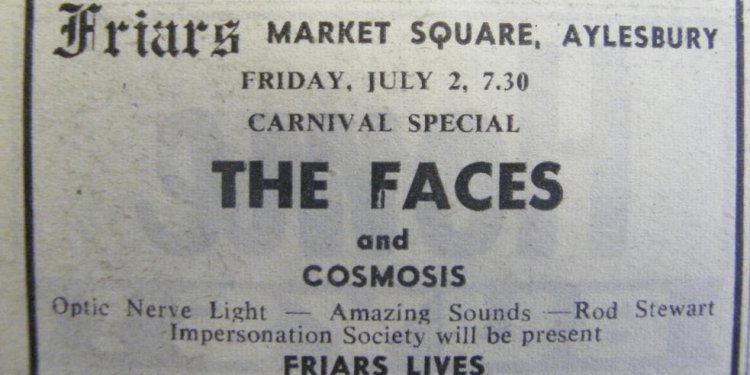 Friars MARKET SQUARE, AYLESBURY
FRIDAY, JULY 2, 7.30
CARNIVAL SPECIAL
THE FACES
and
COSMOSIS
Optic Nerve Light — Amazing Sounds —Rod Stewart
Impersonation Society will be present
FRIARS LIVES